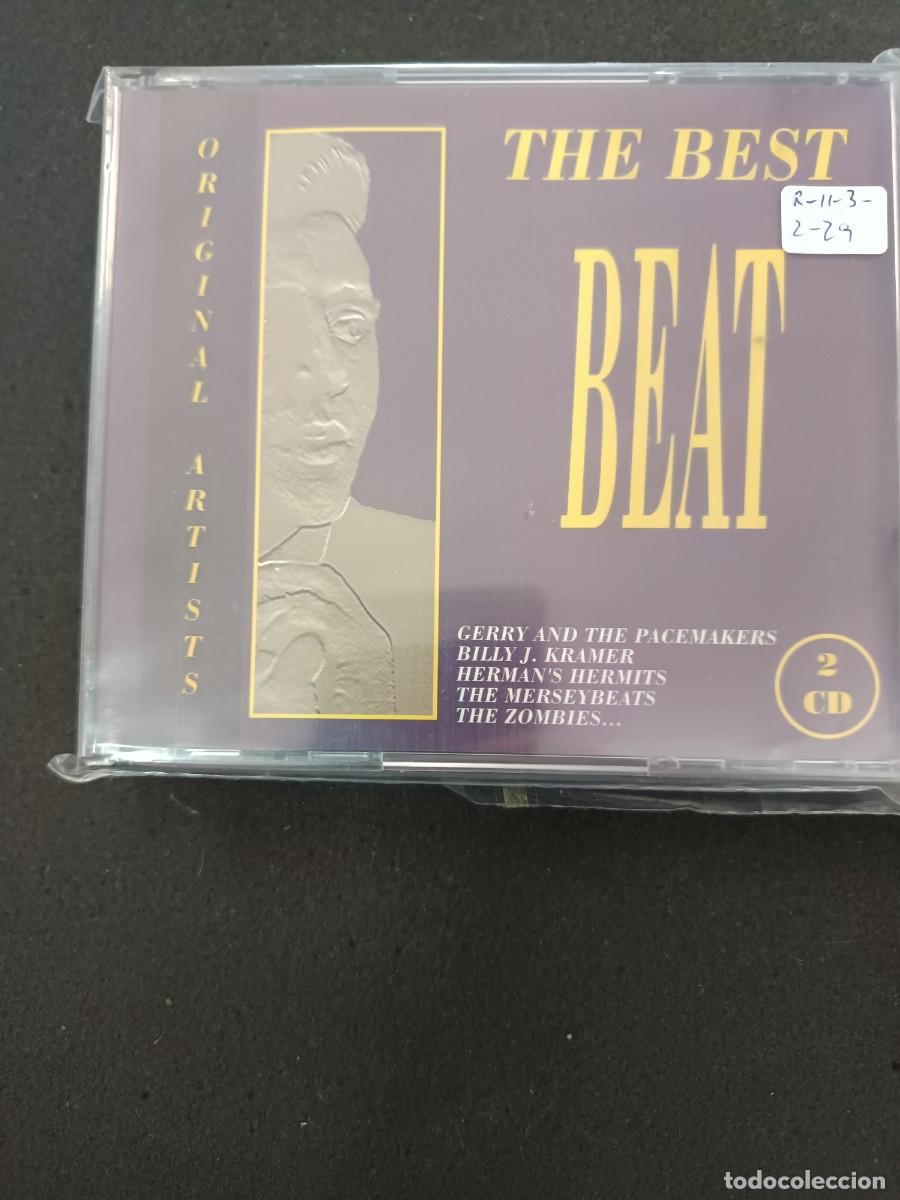 ORIGINAL ARTISTS
THE BEST
R-11-3-
2-29
BEAT
GERRY AND THE PACEMAKERS
BILLY J. KRAMER
HERMAN'S HERMITS
THE MERSEYBEATS
THE ZOMBIES...
2
CD
todocoleccion